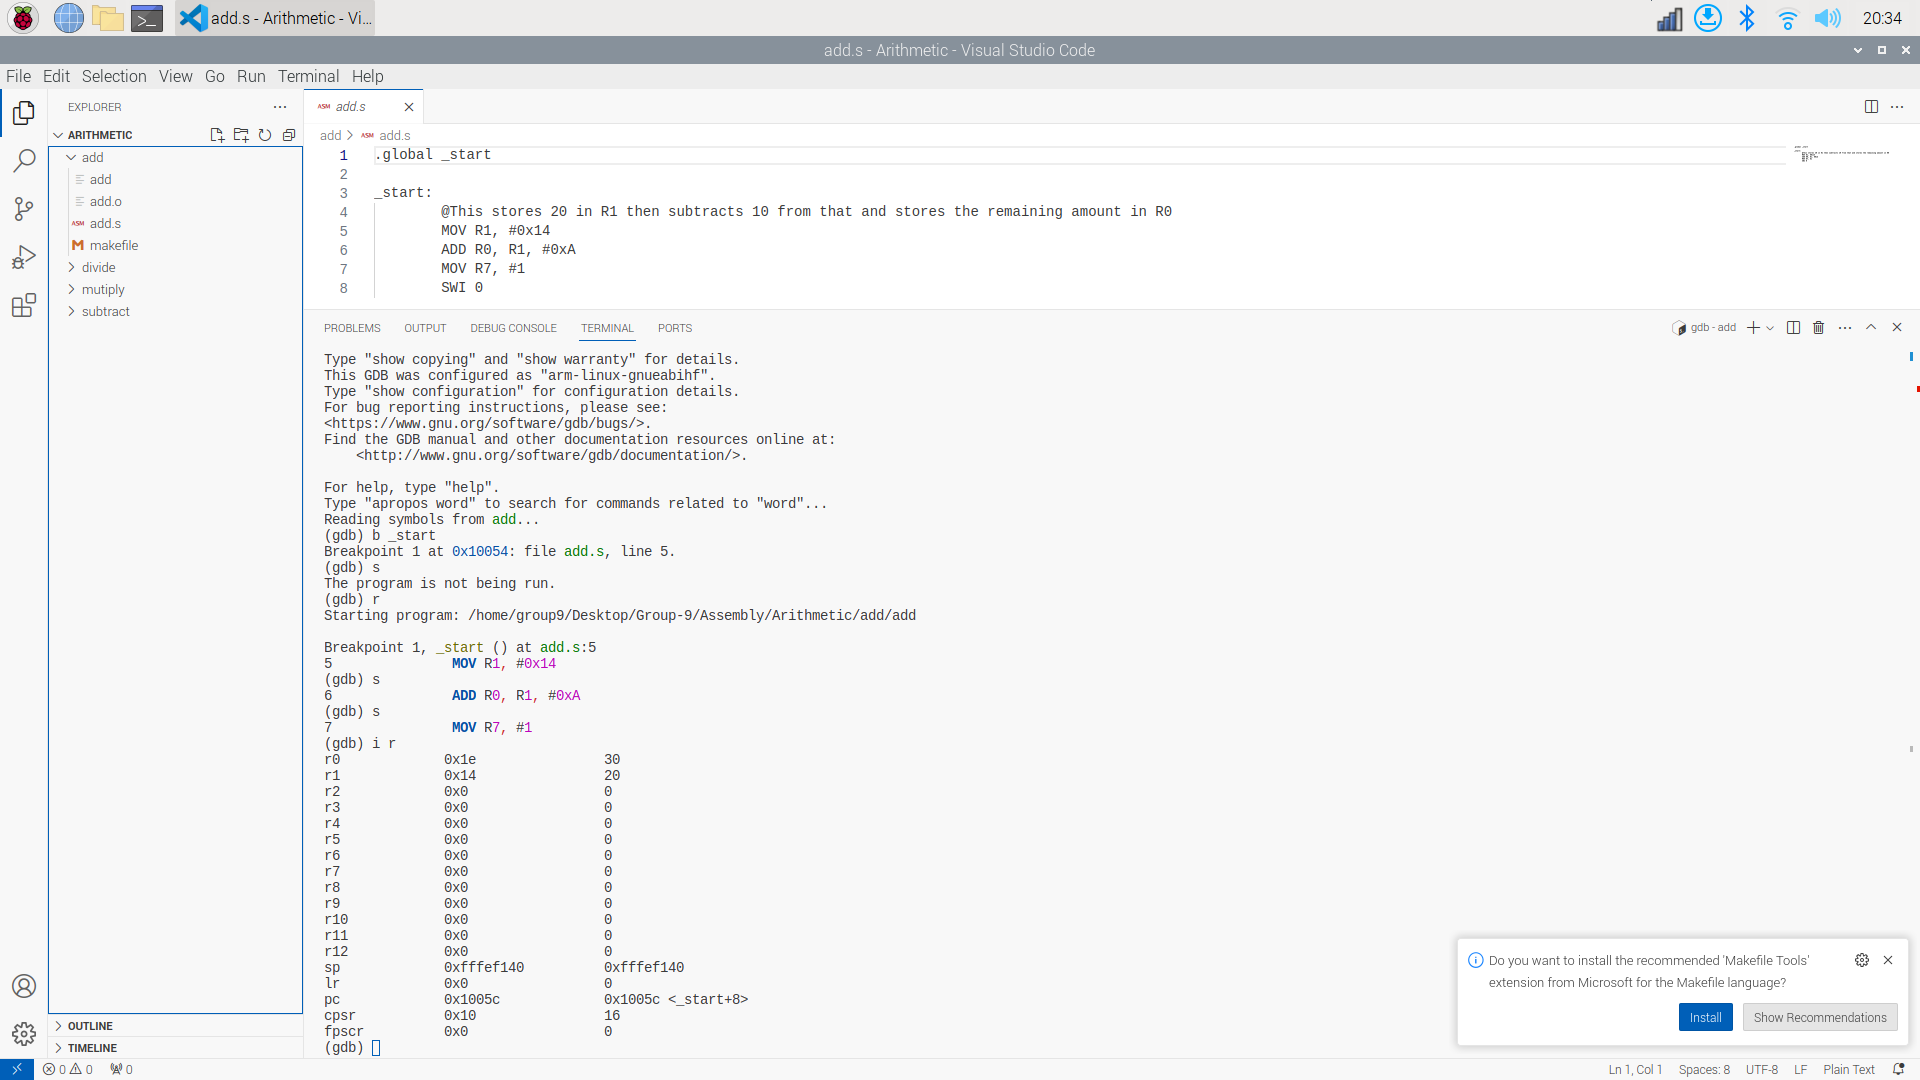 add.s - Arithmetic - Vi...
20:34
add.s - Arithmetic - Visual Studio Code
File Edit Selection View Go Run Terminal Help
EXPLORER
ARITHMETIC
add
add
add.o
ASM add.s
M makefile
divide
mutiply
subtract
OUTLINE
TIMELINE
ASM add.s
add > ASM add.s
1 .global _start
2
3 _start:
4 @This stores 20 in R1 then subtracts 10 from that and stores the remaining amount in R0
5 MOV R1, #0x14
6 ADD R0, R1, #0xA
7 MOV R7, #1
8 SWI 0
PROBLEMS OUTPUT DEBUG CONSOLE TERMINAL PORTS
gdb - add
Type "show copying" and "show warranty" for details.
This GDB was configured as "arm-linux-gnueabihf".
Type "show configuration" for configuration details.
For bug reporting instructions, please see:
<https://www.gnu.org/software/gdb/bugs/>.
Find the GDB manual and other documentation resources online at:
<http://www.gnu.org/software/gdb/documentation/>.
For help, type "help".
Type "apropos word" to search for commands related to "word"...
Reading symbols from add...
(gdb) b _start
Breakpoint 1 at 0x10054: file add.s, line 5.
(gdb) s
The program is not being run.
(gdb) r
Starting program: /home/group9/Desktop/Group-9/Assembly/Arithmetic/add/add
Breakpoint 1, _start () at add.s:5
5 MOV R1, #0x14
(gdb) s
6 ADD R0, R1, #0xA
(gdb) s
7 MOV R7, #1
(gdb) i r
r0 0x1e 30
r1 0x14 20
r2 0x0 0
r3 0x0 0
r4 0x0 0
r5 0x0 0
r6 0x0 0
r7 0x0 0
r8 0x0 0
r9 0x0 0
r10 0x0 0
r11 0x0 0
r12 0x0 0
sp 0xfffef140 0xfffef140
lr 0x0 0
pc 0x1005c 0x1005c <_start+8>
cpsr 0x10 16
fpscr 0x0 0
(gdb)
Do you want to install the recommended 'Makefile Tools'
extension from Microsoft for the Makefile language?
Install Show Recommendations
0 0 0
Ln 1, Col 1 Spaces: 8 UTF-8 LF Plain Text